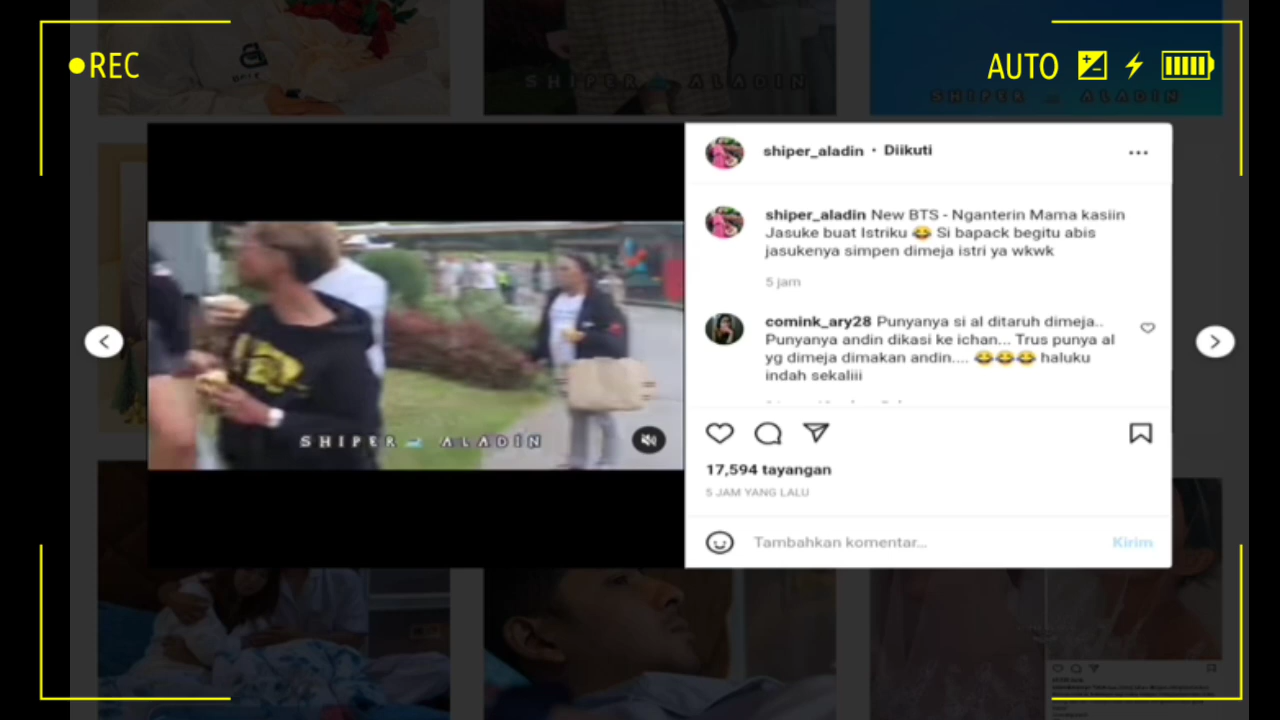 REC
AUTO
SHIPER ALADIN
SHIPER ALADIN
shiper_aladin • Diikuti
shiper_aladin New BTS - Nganterin Mama kasiin
Jasuke buat Istriku 😂 Si bapack begitu abis
jasukenya simpen dimeja istri ya wkwk
5 jam
comink_ary28 Punyanya si al ditaruh dimeja..
Punyanya andin dikasi ke ichan... Trus punya al
yg dimeja dimakan andin.... 😂😂😂 haluku
indah sekaliii
SHIPER ALADIN
17,594 tayangan
5 JAM YANG LALU
Tambahkan komentar...
Kirim